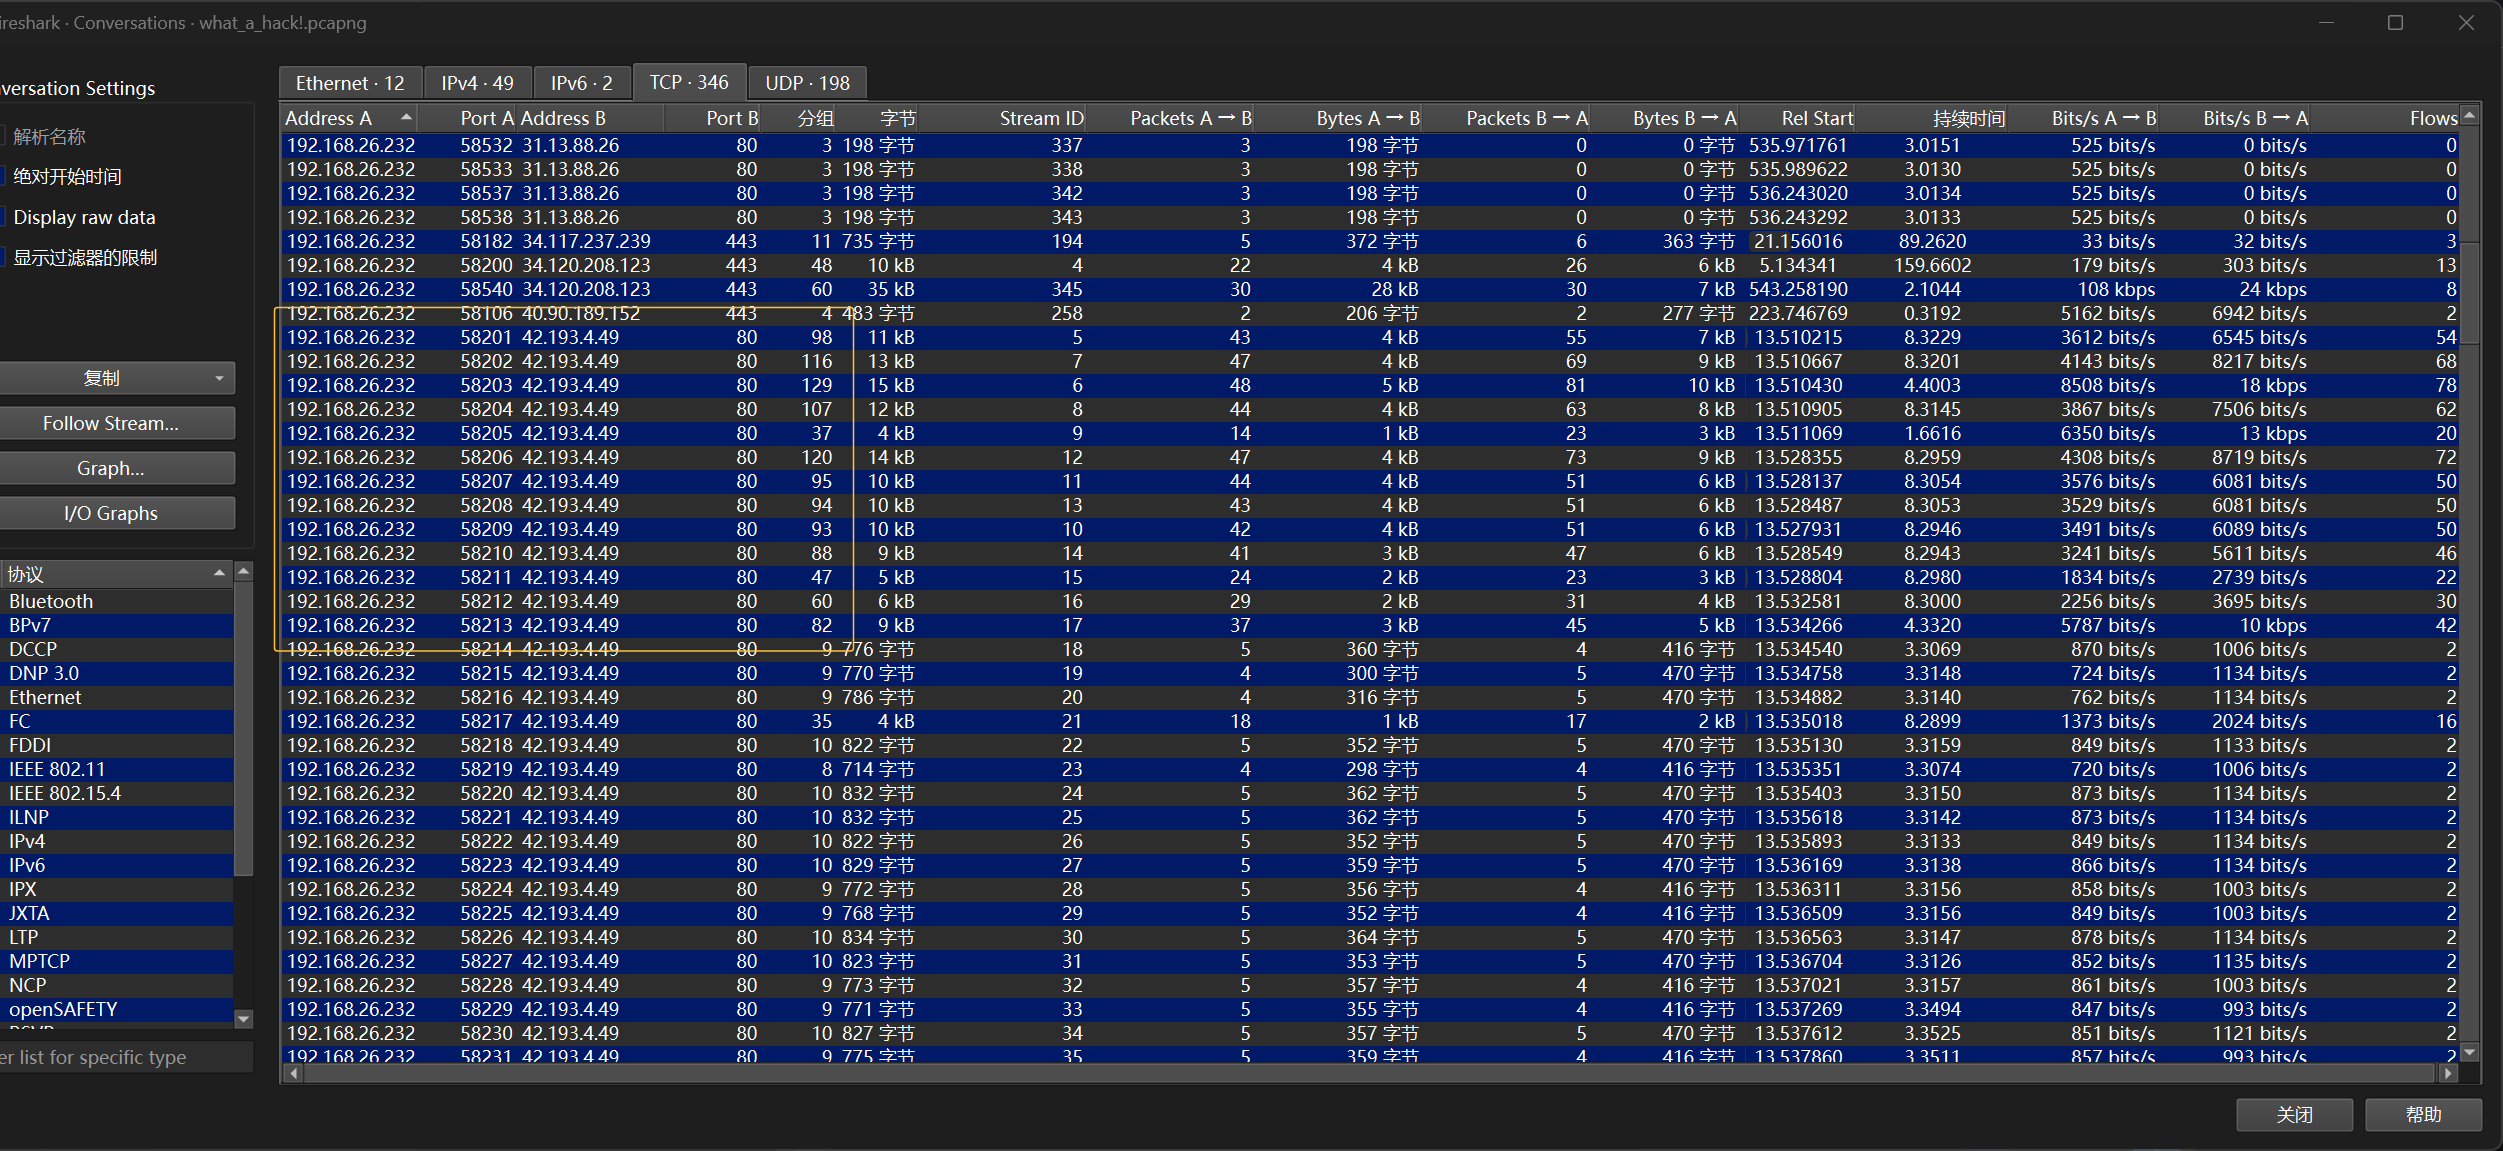 ireshark · Conversations · what_a_hack!.pcapng
versation Settings
解析名称
绝对开始时间
Display raw data
显示过滤器的限制
复制
Follow Stream...
Graph...
I/O Graphs
协议
Bluetooth
BPv7
DCCP
DNP 3.0
Ethernet
FC
FDDI
IEEE 802.11
IEEE 802.15.4
ILNP
IPv4
IPv6
IPX
JXTA
LTP
MPTCP
NCP
openSAFETY
er list for specific type
Ethernet · 12 IPv4 · 49 IPv6 · 2 TCP · 346 UDP · 198
Address A Port A Address B Port B 分组 字节 Stream ID Packets A → B Bytes A → B Packets B → A Bytes B → A Rel Start 持续时间 Bits/s A → B Bits/s B → A Flows
192.168.26.232 58532 31.13.88.26 80 3 198 字节 337 3 198 字节 0 0 字节 535.971761 3.0151 525 bits/s 0 bits/s 0
192.168.26.232 58533 31.13.88.26 80 3 198 字节 338 3 198 字节 0 0 字节 535.989622 3.0130 525 bits/s 0 bits/s 0
192.168.26.232 58537 31.13.88.26 80 3 198 字节 342 3 198 字节 0 0 字节 536.243020 3.0134 525 bits/s 0 bits/s 0
192.168.26.232 58538 31.13.88.26 80 3 198 字节 343 3 198 字节 0 0 字节 536.243292 3.0133 525 bits/s 0 bits/s 0
192.168.26.232 58182 34.117.237.239 443 11 735 字节 194 5 372 字节 6 363 字节 21.156016 89.2620 33 bits/s 32 bits/s 3
192.168.26.232 58200 34.120.208.123 443 48 10 kB 4 22 4 kB 26 6 kB 5.134341 159.6602 179 bits/s 303 bits/s 13
192.168.26.232 58540 34.120.208.123 443 60 35 kB 345 30 28 kB 30 7 kB 543.258190 2.1044 108 kbps 24 kbps 8
192.168.26.232 58106 40.90.189.152 443 4 483 字节 258 2 206 字节 2 277 字节 223.746769 0.3192 5162 bits/s 6942 bits/s 2
192.168.26.232 58201 42.193.4.49 80 98 11 kB 5 43 4 kB 55 7 kB 13.510215 8.3229 3612 bits/s 6545 bits/s 54
192.168.26.232 58202 42.193.4.49 80 116 13 kB 7 47 4 kB 69 9 kB 13.510667 8.3201 4143 bits/s 8217 bits/s 68
192.168.26.232 58203 42.193.4.49 80 129 15 kB 6 48 5 kB 81 10 kB 13.510430 4.4003 8508 bits/s 18 kbps 78
192.168.26.232 58204 42.193.4.49 80 107 12 kB 8 44 4 kB 63 8 kB 13.510905 8.3145 3867 bits/s 7506 bits/s 62
192.168.26.232 58205 42.193.4.49 80 37 4 kB 9 14 1 kB 23 3 kB 13.511069 1.6616 6350 bits/s 13 kbps 20
192.168.26.232 58206 42.193.4.49 80 120 14 kB 12 47 4 kB 73 9 kB 13.528355 8.2959 4308 bits/s 8719 bits/s 72
192.168.26.232 58207 42.193.4.49 80 95 10 kB 11 44 4 kB 51 6 kB 13.528137 8.3054 3576 bits/s 6081 bits/s 50
192.168.26.232 58208 42.193.4.49 80 94 10 kB 13 43 4 kB 51 6 kB 13.528487 8.3053 3529 bits/s 6081 bits/s 50
192.168.26.232 58209 42.193.4.49 80 93 10 kB 10 42 4 kB 51 6 kB 13.527931 8.2946 3491 bits/s 6089 bits/s 50
192.168.26.232 58210 42.193.4.49 80 88 9 kB 14 41 3 kB 47 6 kB 13.528549 8.2943 3241 bits/s 5611 bits/s 46
192.168.26.232 58211 42.193.4.49 80 47 5 kB 15 24 2 kB 23 3 kB 13.528804 8.2980 1834 bits/s 2739 bits/s 22
192.168.26.232 58212 42.193.4.49 80 60 6 kB 16 29 2 kB 31 4 kB 13.532581 8.3000 2256 bits/s 3695 bits/s 30
192.168.26.232 58213 42.193.4.49 80 82 9 kB 17 37 3 kB 45 5 kB 13.534266 4.3320 5787 bits/s 10 kbps 42
192.168.26.232 58214 42.193.4.49 80 9 776 字节 18 5 360 字节 4 416 字节 13.534540 3.3069 870 bits/s 1006 bits/s 2
192.168.26.232 58215 42.193.4.49 80 9 770 字节 19 4 300 字节 5 470 字节 13.534758 3.3148 724 bits/s 1134 bits/s 2
192.168.26.232 58216 42.193.4.49 80 9 786 字节 20 4 316 字节 5 470 字节 13.534882 3.3140 762 bits/s 1134 bits/s 2
192.168.26.232 58217 42.193.4.49 80 35 4 kB 21 18 1 kB 17 2 kB 13.535018 8.2899 1373 bits/s 2024 bits/s 16
192.168.26.232 58218 42.193.4.49 80 10 822 字节 22 5 352 字节 5 470 字节 13.535130 3.3159 849 bits/s 1133 bits/s 2
192.168.26.232 58219 42.193.4.49 80 8 714 字节 23 4 298 字节 4 416 字节 13.535351 3.3074 720 bits/s 1006 bits/s 2
192.168.26.232 58220 42.193.4.49 80 10 832 字节 24 5 362 字节 5 470 字节 13.535403 3.3150 873 bits/s 1134 bits/s 2
192.168.26.232 58221 42.193.4.49 80 10 832 字节 25 5 362 字节 5 470 字节 13.535618 3.3142 873 bits/s 1134 bits/s 2
192.168.26.232 58222 42.193.4.49 80 10 822 字节 26 5 352 字节 5 470 字节 13.535893 3.3133 849 bits/s 1134 bits/s 2
192.168.26.232 58223 42.193.4.49 80 10 829 字节 27 5 359 字节 5 470 字节 13.536169 3.3138 866 bits/s 1134 bits/s 2
192.168.26.232 58224 42.193.4.49 80 9 772 字节 28 5 356 字节 4 416 字节 13.536311 3.3156 858 bits/s 1003 bits/s 2
192.168.26.232 58225 42.193.4.49 80 9 768 字节 29 5 352 字节 4 416 字节 13.536509 3.3156 849 bits/s 1003 bits/s 2
192.168.26.232 58226 42.193.4.49 80 10 834 字节 30 5 364 字节 5 470 字节 13.536563 3.3147 878 bits/s 1134 bits/s 2
192.168.26.232 58227 42.193.4.49 80 10 823 字节 31 5 353 字节 5 470 字节 13.536704 3.3126 852 bits/s 1135 bits/s 2
192.168.26.232 58228 42.193.4.49 80 9 773 字节 32 5 357 字节 4 416 字节 13.537021 3.3157 861 bits/s 1003 bits/s 2
192.168.26.232 58229 42.193.4.49 80 9 771 字节 33 5 355 字节 4 416 字节 13.537269 3.3494 847 bits/s 993 bits/s 2
192.168.26.232 58230 42.193.4.49 80 10 827 字节 34 5 357 字节 5 470 字节 13.537612 3.3525 851 bits/s 1121 bits/s 2
192.168.26.232 58231 42.193.4.49 80 9 775 字节 35 5 359 字节 4 416 字节 13.537860 3.3511 857 bits/s 993 bits/s 2
关闭 帮助